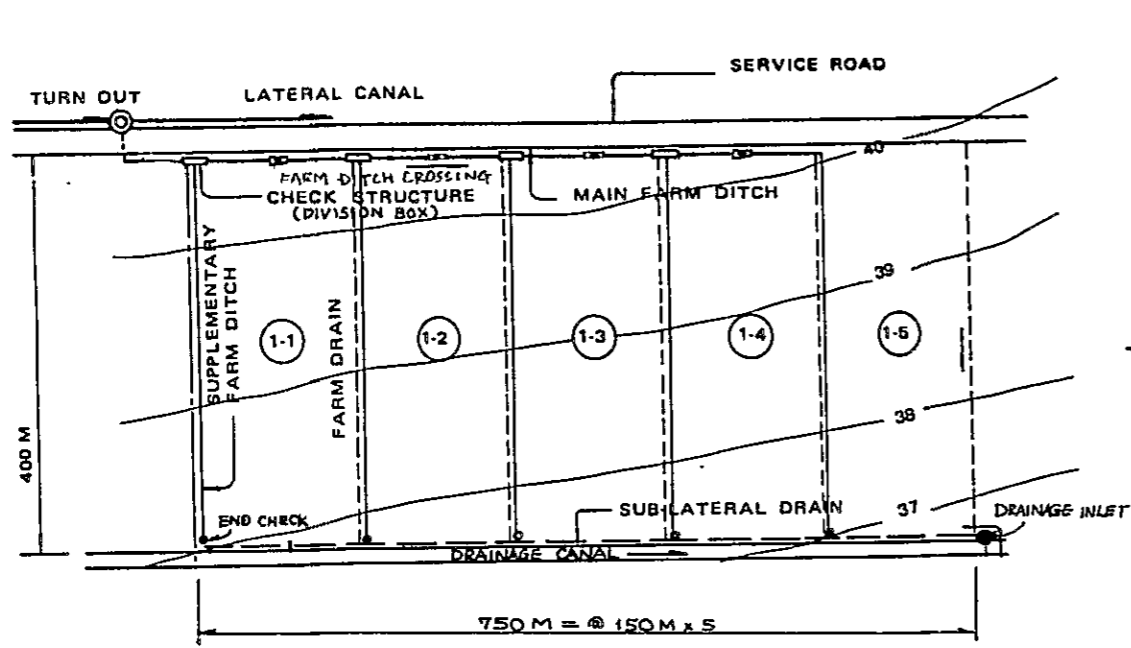 SERVICE ROAD
TURN OUT
LATERAL CANAL
40
FARM DITCH CROSSING
CHECK STRUCTURE
(DIVISION BOX)
MAIN FARM DITCH
39
SUPPLEMENTARY
FARM DITCH
FARM DRAIN
1-1
1-2
1-3
1-4
1-5
38
400 M
SUB-LATERAL DRAIN
37
DRAINAGE INLET
END CHECK
DRAINAGE CANAL
750 M = @ 150 M x 5